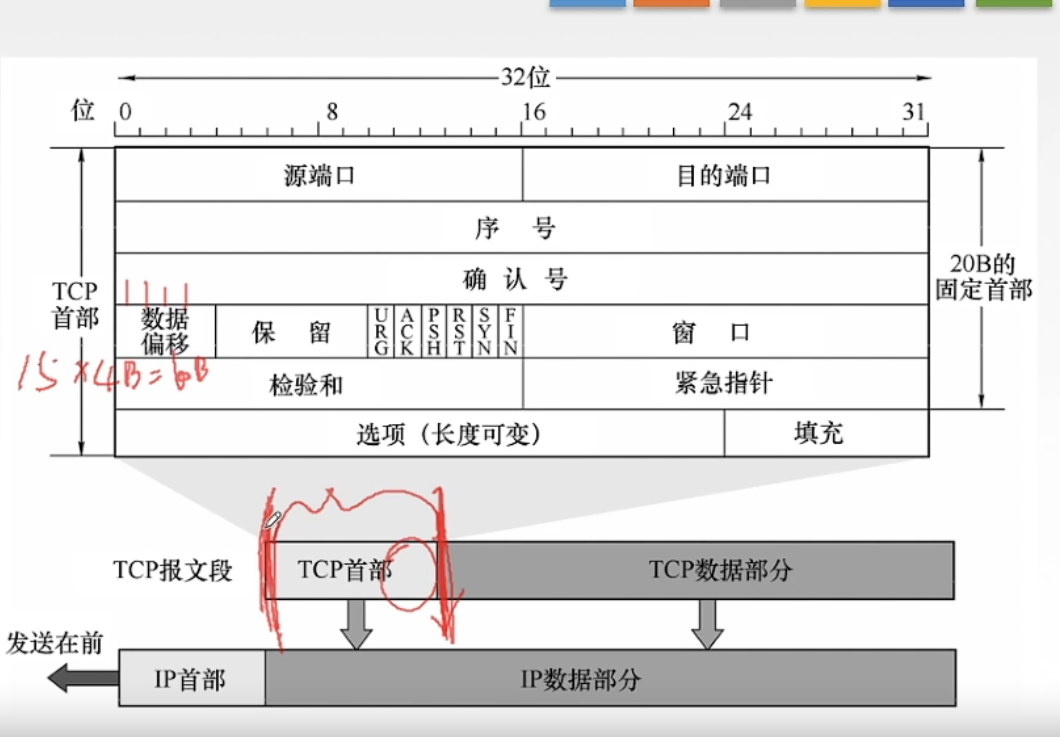 32位
位 0 8 16 24 31
源端口 目的端口
序 号
确 认 号
TCP
首部
20B的
固定首部
1 1 1 1
数据
偏移
保 留
URG ACK PSH RST SYN FIN
窗 口
15×4B=60B
检验和 紧急指针
选项（长度可变） 填充
TCP报文段 TCP首部 TCP数据部分
发送在前
IP首部 IP数据部分